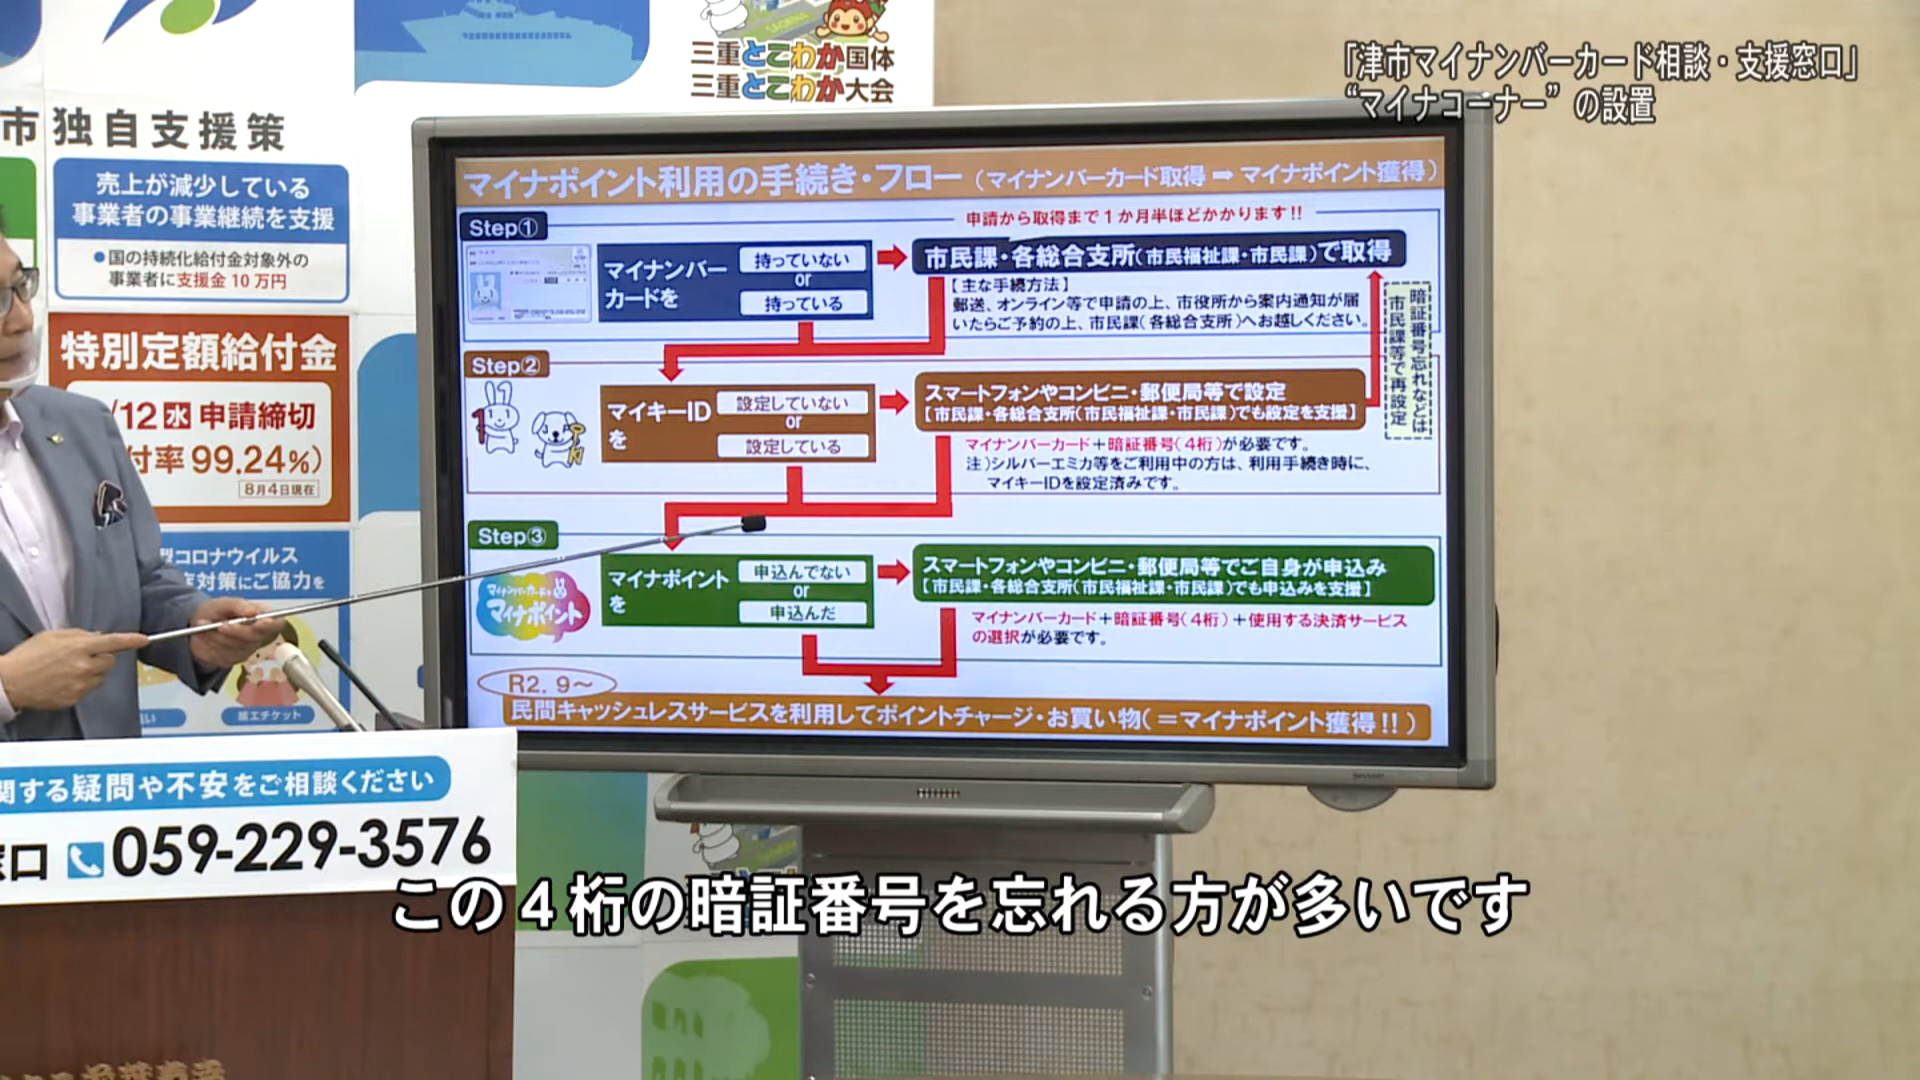 「津市マイナンバーカード相談・支援窓口」
“マイナコーナー”の設置
三重とこわか国体
三重とこわか大会
市独自支援策
売上が減少している
事業者の事業継続を支援
●国の持続化給付金対象外の
事業者に支援金10万円
特別定額給付金
/12水 申請締切
付率99.24%)
8月4日現在
型コロナウイルス
対策にご協力を
咳エチケット
マイナポイント利用の手続き・フロー（マイナンバーカード取得➡マイナポイント獲得）
申請から取得まで1か月半ほどかかります!!
Step①
マイナンバー
カードを
持っていない
or
持っている
市民課・各総合支所(市民福祉課・市民課)で取得
【主な手続方法】
郵送、オンライン等で申請の上、市役所から案内通知が届
いたらご予約の上、市民課(各総合支所)へお越しください。
暗証番号忘れなどは
市民課等で再設定
Step②
マイキーID
を
設定していない
or
設定している
スマートフォンやコンビニ・郵便局等で設定
【市民課・各総合支所(市民福祉課・市民課)でも設定を支援】
マイナンバーカード+暗証番号(4桁)が必要です。
注)シルバーエミカ等をご利用中の方は、利用手続き時に、
マイキーIDを設定済みです。
Step③
マイナンバーカードで
マイナポイント
マイナポイント
を
申込んでない
or
申込んだ
スマートフォンやコンビニ・郵便局等でご自身が申込み
【市民課・各総合支所(市民福祉課・市民課)でも申込みを支援】
マイナンバーカード+暗証番号(4桁)+使用する決済サービス
の選択が必要です。
R2.9〜
民間キャッシュレスサービスを利用してポイントチャージ・お買い物(=マイナポイント獲得!!)
SHARP
関する疑問や不安をご相談ください
窓口 059-229-3576
この4桁の暗証番号を忘れる方が多いです